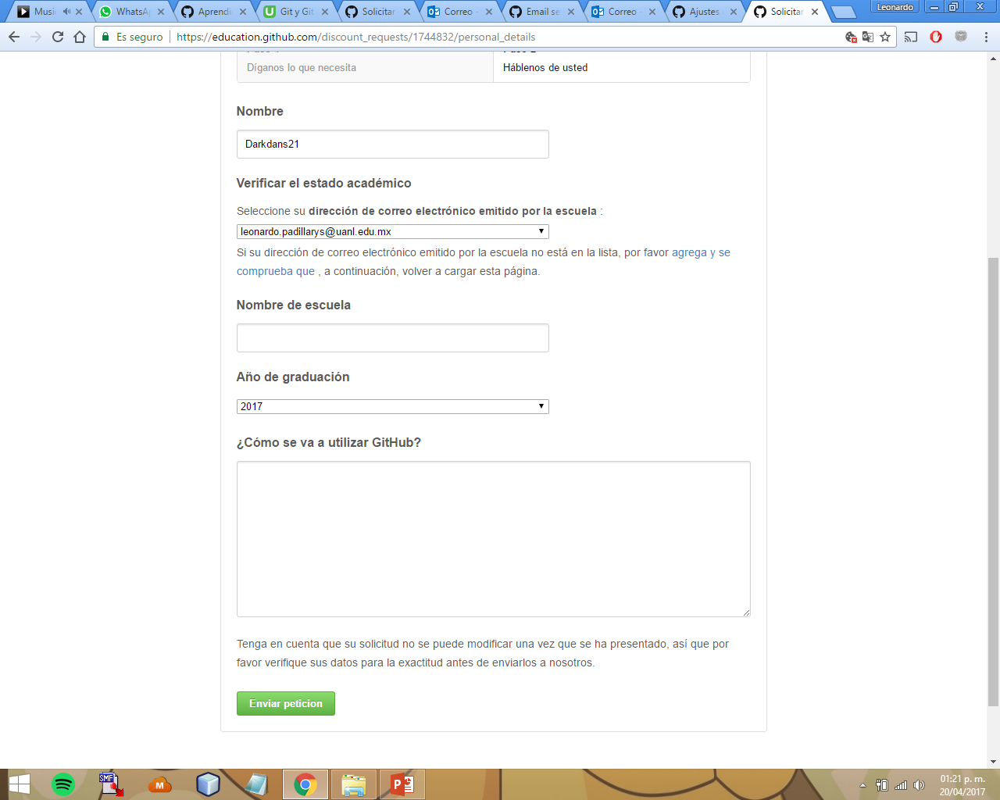 Musi
WhatsA
Aprendi
Git y Git
Solicitar
Correo
Email se
Correo
Ajustes
Solicitar
Leonardo
Es seguro
https://education.github.com/discount_requests/1744832/personal_details
Díganos lo que necesita
Háblenos de usted
Nombre
Darkdans21
Verificar el estado académico
Seleccione su dirección de correo electrónico emitido por la escuela :
leonardo.padillarys@uanl.edu.mx
Si su dirección de correo electrónico emitido por la escuela no está en la lista, por favor agrega y se
comprueba que , a continuación, volver a cargar esta página.
Nombre de escuela
Año de graduación
2017
¿Cómo se va a utilizar GitHub?
Tenga en cuenta que su solicitud no se puede modificar una vez que se ha presentado, así que por
favor verifique sus datos para la exactitud antes de enviarlos a nosotros.
Enviar peticion
SMF
M
01:21 p. m.
20/04/2017